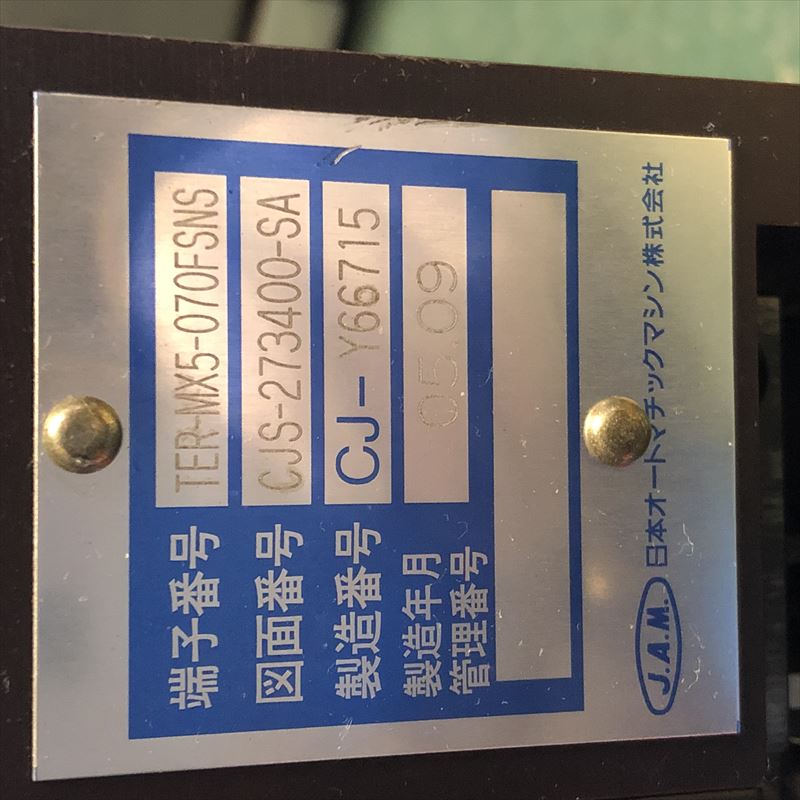 端子番号 TER-MX5-070FSNS
図面番号 CJS-273400-SA
製造番号 CJ-Y66715
製造年月 05.09
管理番号
J.A.M. 日本オートマチックマシン株式会社